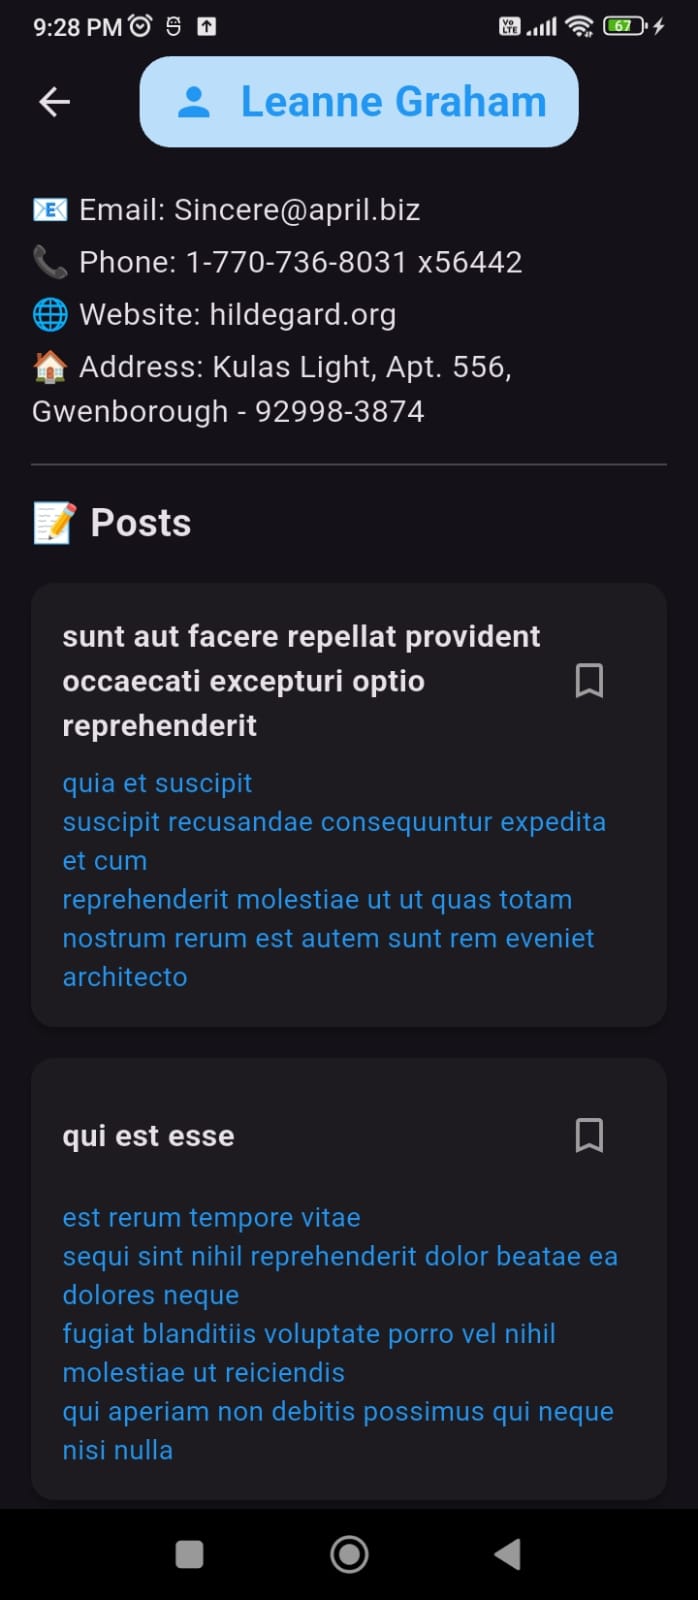 9:28 PM
Vo LTE
67
Leanne Graham
📧 Email: Sincere@april.biz
📞 Phone: 1-770-736-8031 x56442
🌐 Website: hildegard.org
🏠 Address: Kulas Light, Apt. 556,
Gwenborough - 92998-3874
📝 Posts
sunt aut facere repellat provident
occaecati excepturi optio
reprehenderit
quia et suscipit
suscipit recusandae consequuntur expedita
et cum
reprehenderit molestiae ut ut quas totam
nostrum rerum est autem sunt rem eveniet
architecto
qui est esse
est rerum tempore vitae
sequi sint nihil reprehenderit dolor beatae ea
dolores neque
fugiat blanditiis voluptate porro vel nihil
molestiae ut reiciendis
qui aperiam non debitis possimus qui neque
nisi nulla